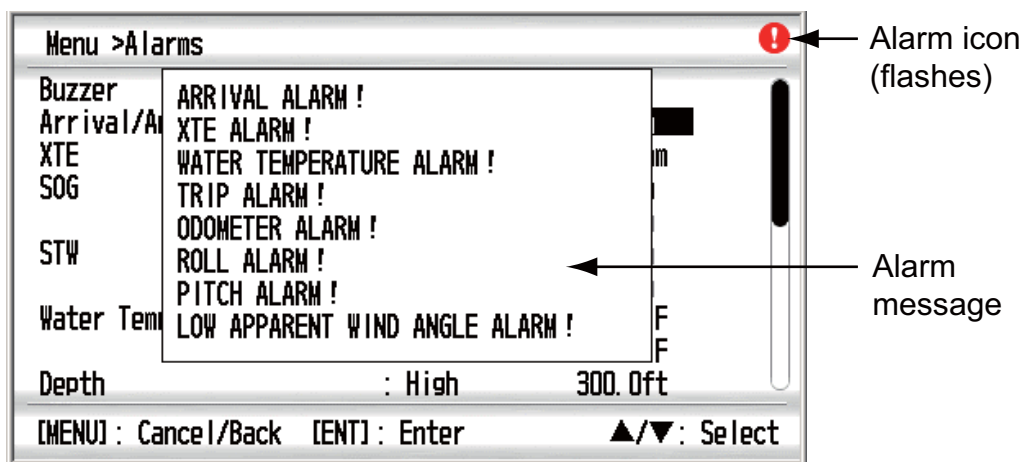 Menu >Alarms
Alarm icon
(flashes)
Buzzer
Arrival/A
XTE
SOG
STW
Water Tem
ARRIVAL ALARM !
XTE ALARM !
WATER TEMPERATURE ALARM !
TRIP ALARM !
ODOMETER ALARM !
ROLL ALARM !
PITCH ALARM !
LOW APPARENT WIND ANGLE ALARM !
F
F
Alarm
message
Depth : High 300.0ft
[MENU] : Cancel/Back [ENT] : Enter ▲/▼: Select